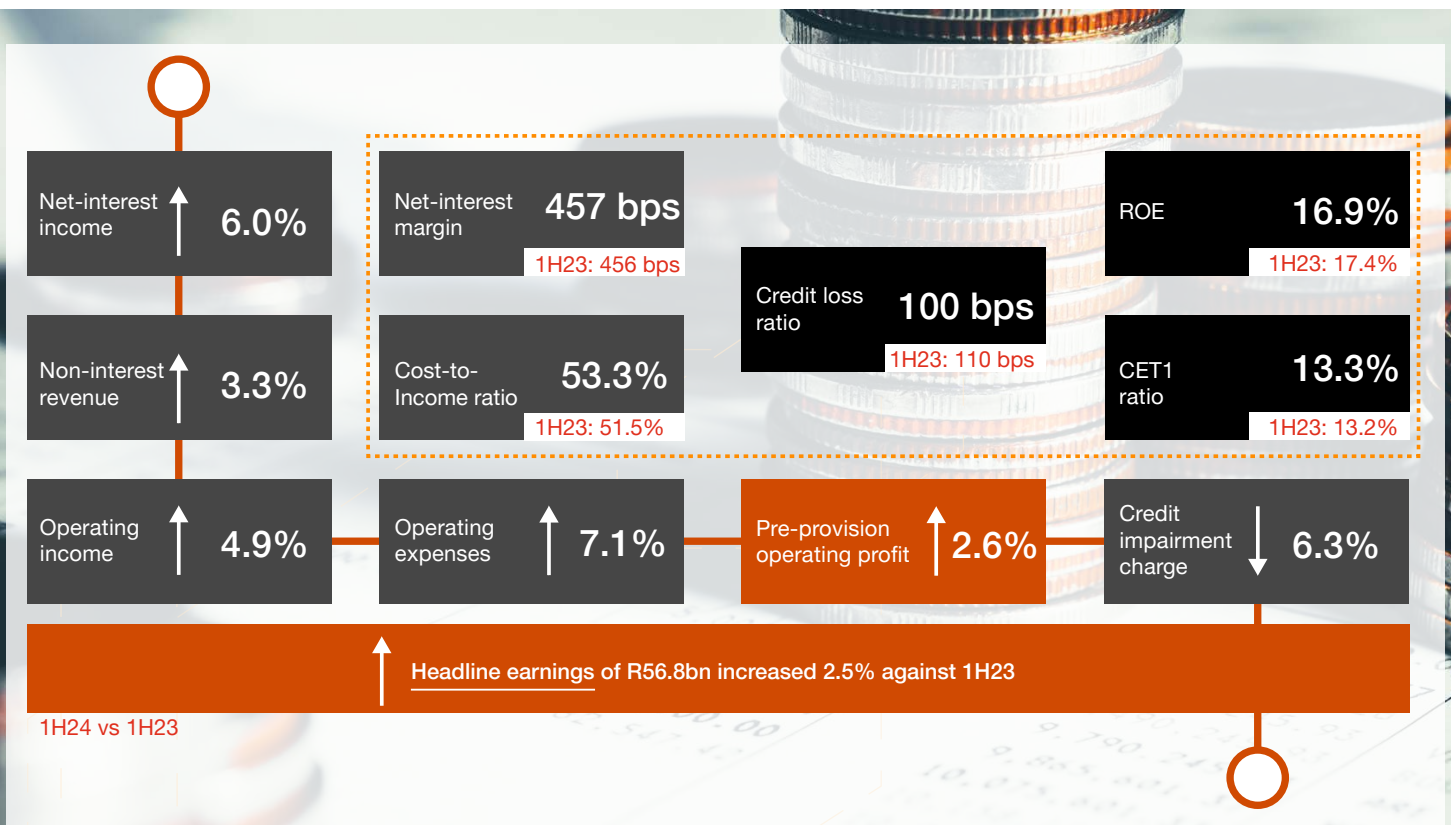 Net-interest
income
6.0%
Net-interest
margin
457 bps
1H23: 456 bps
Credit loss
ratio
100 bps
1H23: 110 bps
ROE
16.9%
1H23: 17.4%
Non-interest
revenue
3.3%
Cost-to-
Income ratio
53.3%
1H23: 51.5%
CET1
ratio
13.3%
1H23: 13.2%
Operating
income
4.9%
Operating
expenses
7.1%
Pre-provision
operating profit
2.6%
Credit
impairment
charge
6.3%
Headline earnings of R56.8bn increased 2.5% against 1H23
1H24 vs 1H23